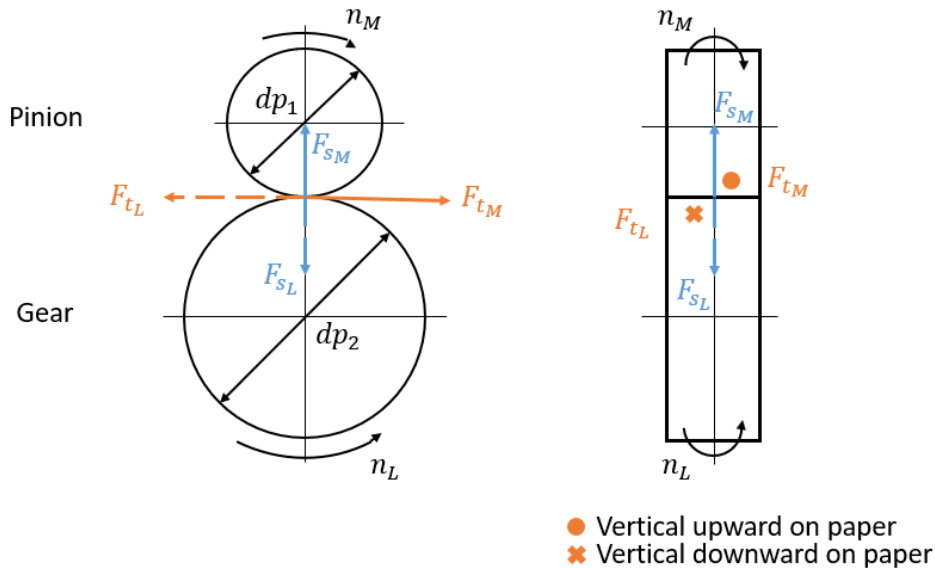 n_M
dp_1
Pinion
F_{s_M}
F_{t_L}
F_{t_M}
F_{s_L}
Gear
dp_2
n_L
n_M
F_{s_M}
F_{t_M}
F_{t_L}
F_{s_L}
n_L
Vertical upward on paper
Vertical downward on paper